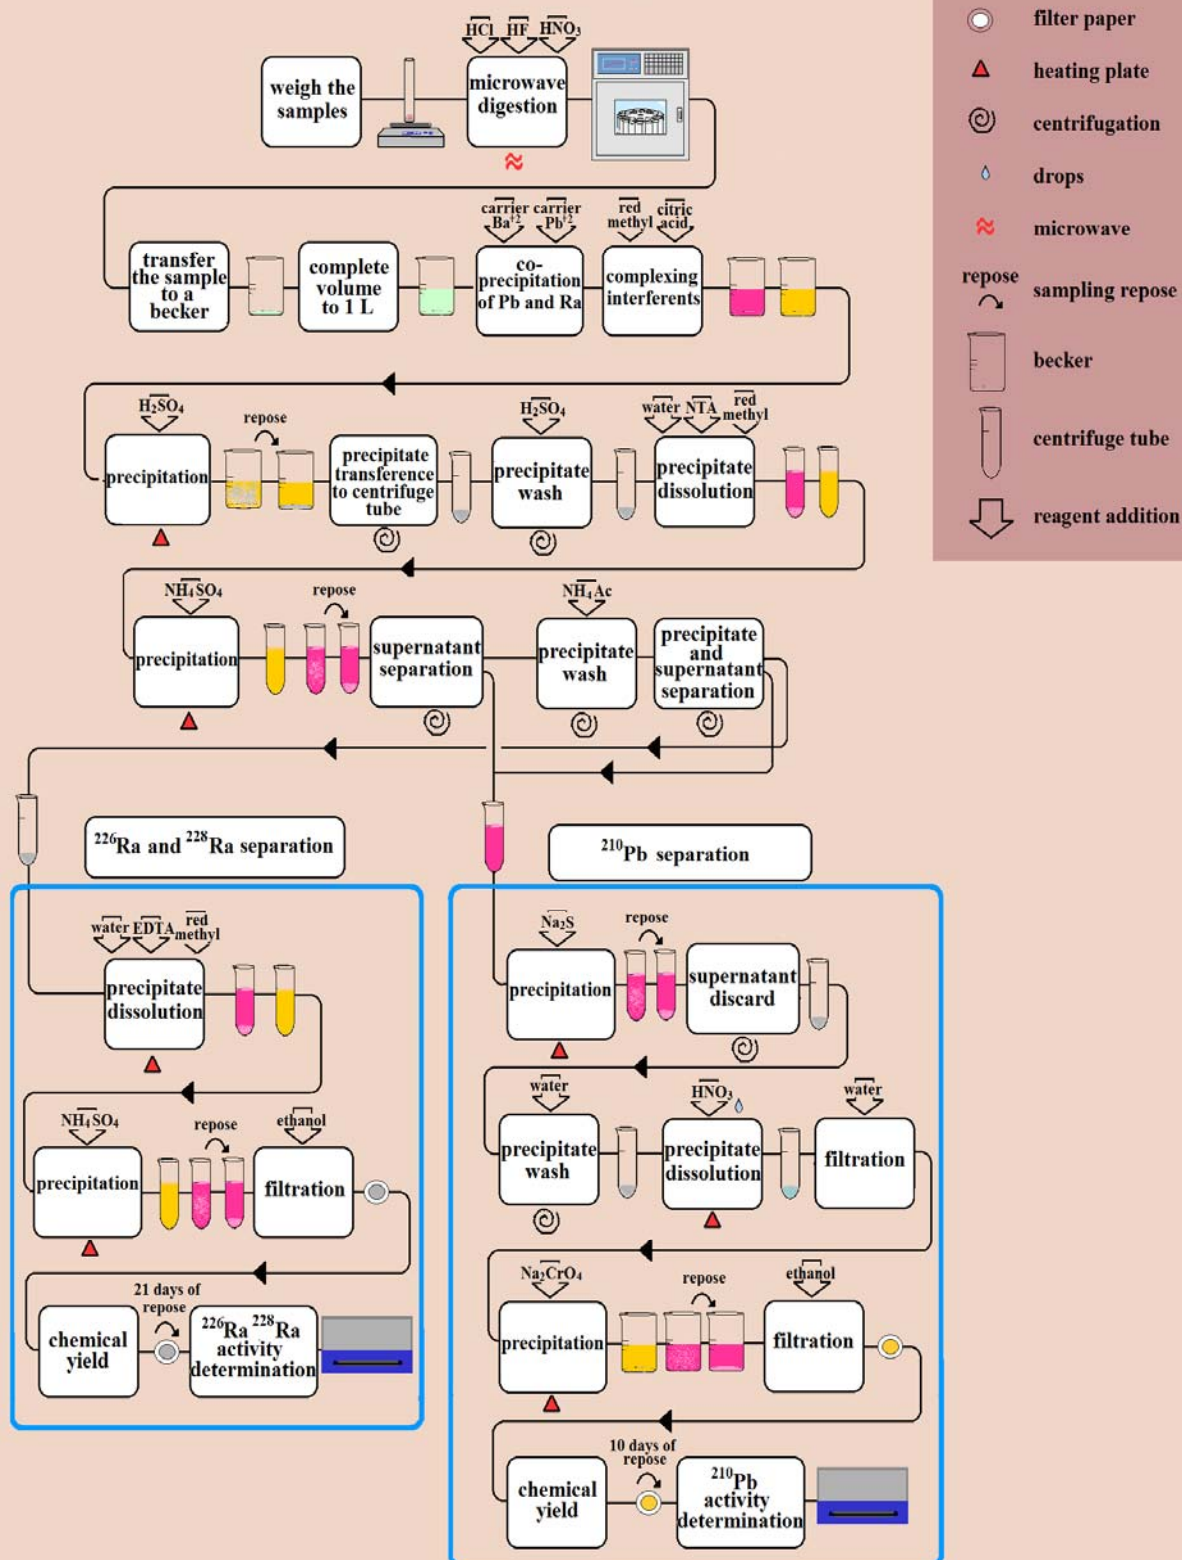 HCl HF HNO₃
weigh the
samples
microwave
digestion
filter paper
heating plate
centrifugation
drops
microwave
repose
sampling repose
becker
centrifuge tube
reagent addition
carrier
Ba⁺²
carrier
Pb⁺²
red
methyl
citric
acid
transfer
the sample
to a
becker
complete
volume
to 1 L
co-
precipitation
of Pb and Ra
complexing
interferents
H₂SO₄
repose
H₂SO₄
water NTA red
methyl
precipitation
precipitate
transference
to centrifuge
tube
precipitate
wash
precipitate
dissolution
NH₄SO₄
repose
NH₄Ac
precipitation
supernatant
separation
precipitate
wash
precipitate
and
supernatant
separation
²²⁶Ra and ²²⁸Ra separation
water EDTA red
methyl
precipitate
dissolution
NH₄SO₄
repose
ethanol
precipitation
filtration
21 days of
repose
chemical
yield
²²⁶Ra ²²⁸Ra
activity
determination
²¹⁰Pb separation
Na₂S
repose
precipitation
supernatant
discard
water
HNO₃
water
precipitate
wash
precipitate
dissolution
filtration
Na₂CrO₄
repose
ethanol
precipitation
filtration
10 days of
repose
chemical
yield
²¹⁰Pb
activity
determination